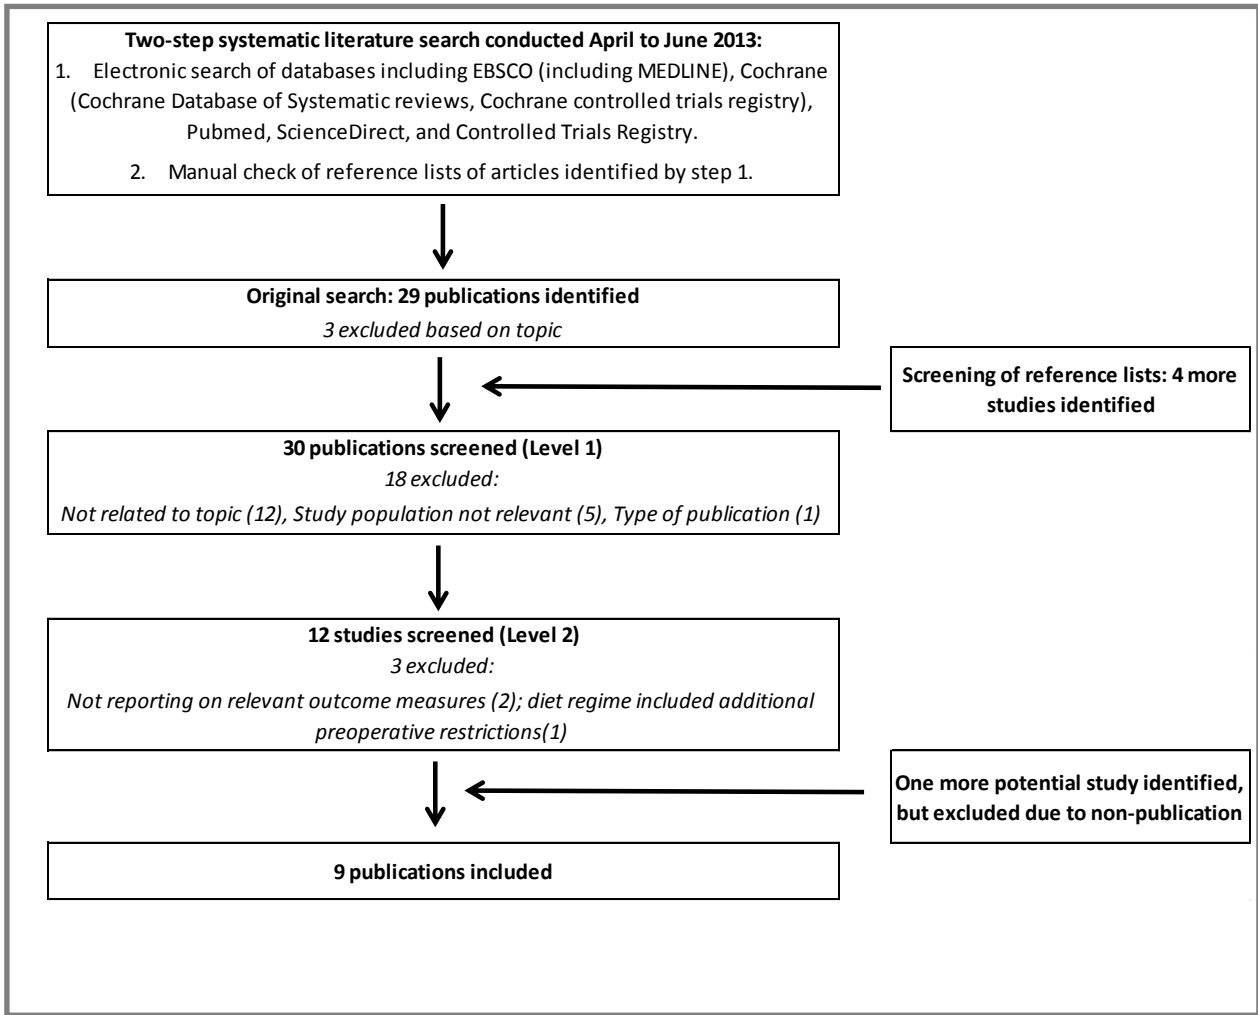 Two-step systematic literature search conducted April to June 2013:
1. Electronic search of databases including EBSCO (including MEDLINE), Cochrane
(Cochrane Database of Systematic reviews, Cochrane controlled trials registry),
Pubmed, ScienceDirect, and Controlled Trials Registry.
2. Manual check of reference lists of articles identified by step 1.
Original search: 29 publications identified
3 excluded based on topic
Screening of reference lists: 4 more
studies identified
30 publications screened (Level 1)
18 excluded:
Not related to topic (12), Study population not relevant (5), Type of publication (1)
12 studies screened (Level 2)
3 excluded:
Not reporting on relevant outcome measures (2); diet regime included additional
preoperative restrictions(1)
One more potential study identified,
but excluded due to non-publication
9 publications included